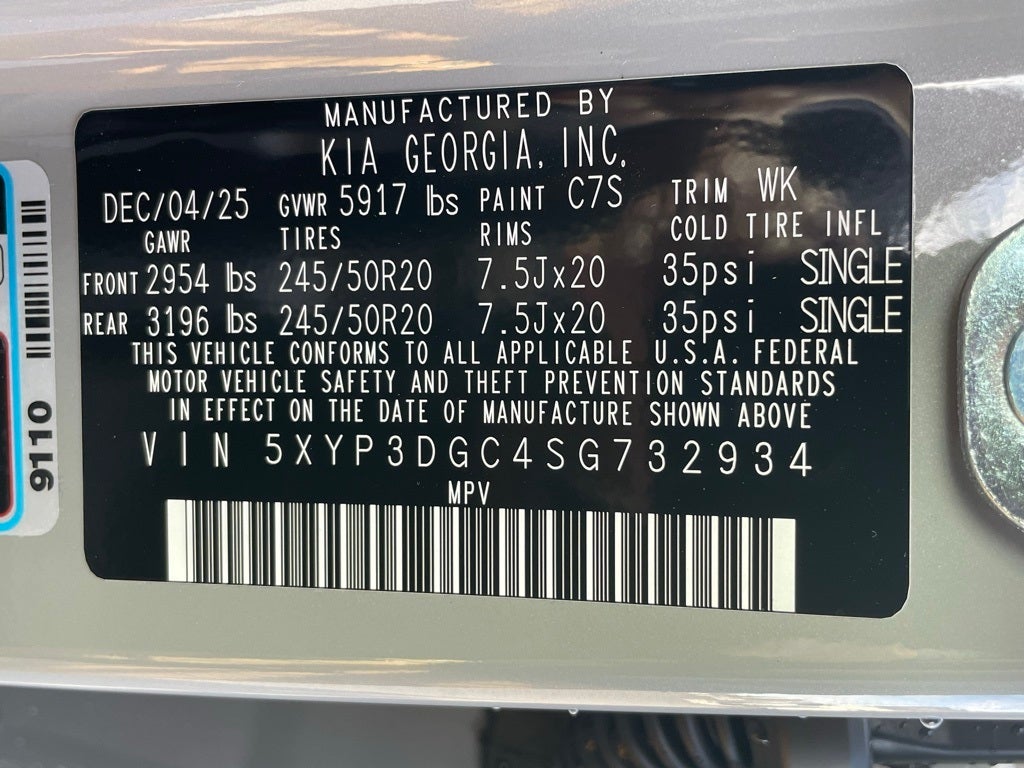 MANUFACTURED BY
KIA GEORGIA, INC.
DEC/04/25 GVWR 5917 lbs PAINT C7S TRIM WK
GAWR TIRES RIMS COLD TIRE INFL
FRONT 2954 lbs 245/50R20 7.5Jx20 35psi SINGLE
REAR 3196 lbs 245/50R20 7.5Jx20 35psi SINGLE
THIS VEHICLE CONFORMS TO ALL APPLICABLE U.S.A. FEDERAL
MOTOR VEHICLE SAFETY AND THEFT PREVENTION STANDARDS
IN EFFECT ON THE DATE OF MANUFACTURE SHOWN ABOVE
VIN 5XYP3DGC4SG732934
MPV
9110